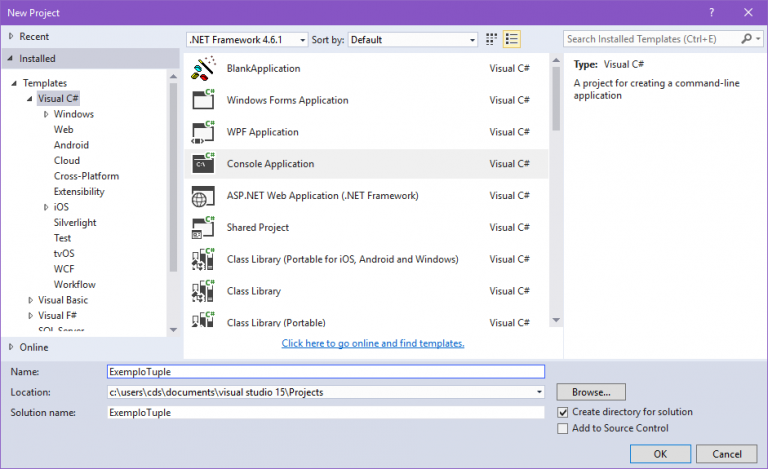 New Project
Recent
.NET Framework 4.6.1
Sort by: Default
Search Installed Templates (Ctrl+E)
Installed
Templates
Visual C#
Windows
Web
Android
Cloud
Cross-Platform
Extensibility
iOS
Silverlight
Test
tvOS
WCF
Workflow
Visual Basic
Visual F#
SQL Server
Online
BlankApplication Visual C#
Windows Forms Application Visual C#
WPF Application Visual C#
Console Application Visual C#
ASP.NET Web Application (.NET Framework) Visual C#
Shared Project Visual C#
Class Library (Portable for iOS, Android and Windows) Visual C#
Class Library Visual C#
Class Library (Portable) Visual C#
Click here to go online and find templates.
Type: Visual C#
A project for creating a command-line
application
Name: ExemploTuple
Location: c:\users\cds\documents\visual studio 15\Projects
Browse...
Solution name: ExemploTuple
Create directory for solution
Add to Source Control
OK
Cancel